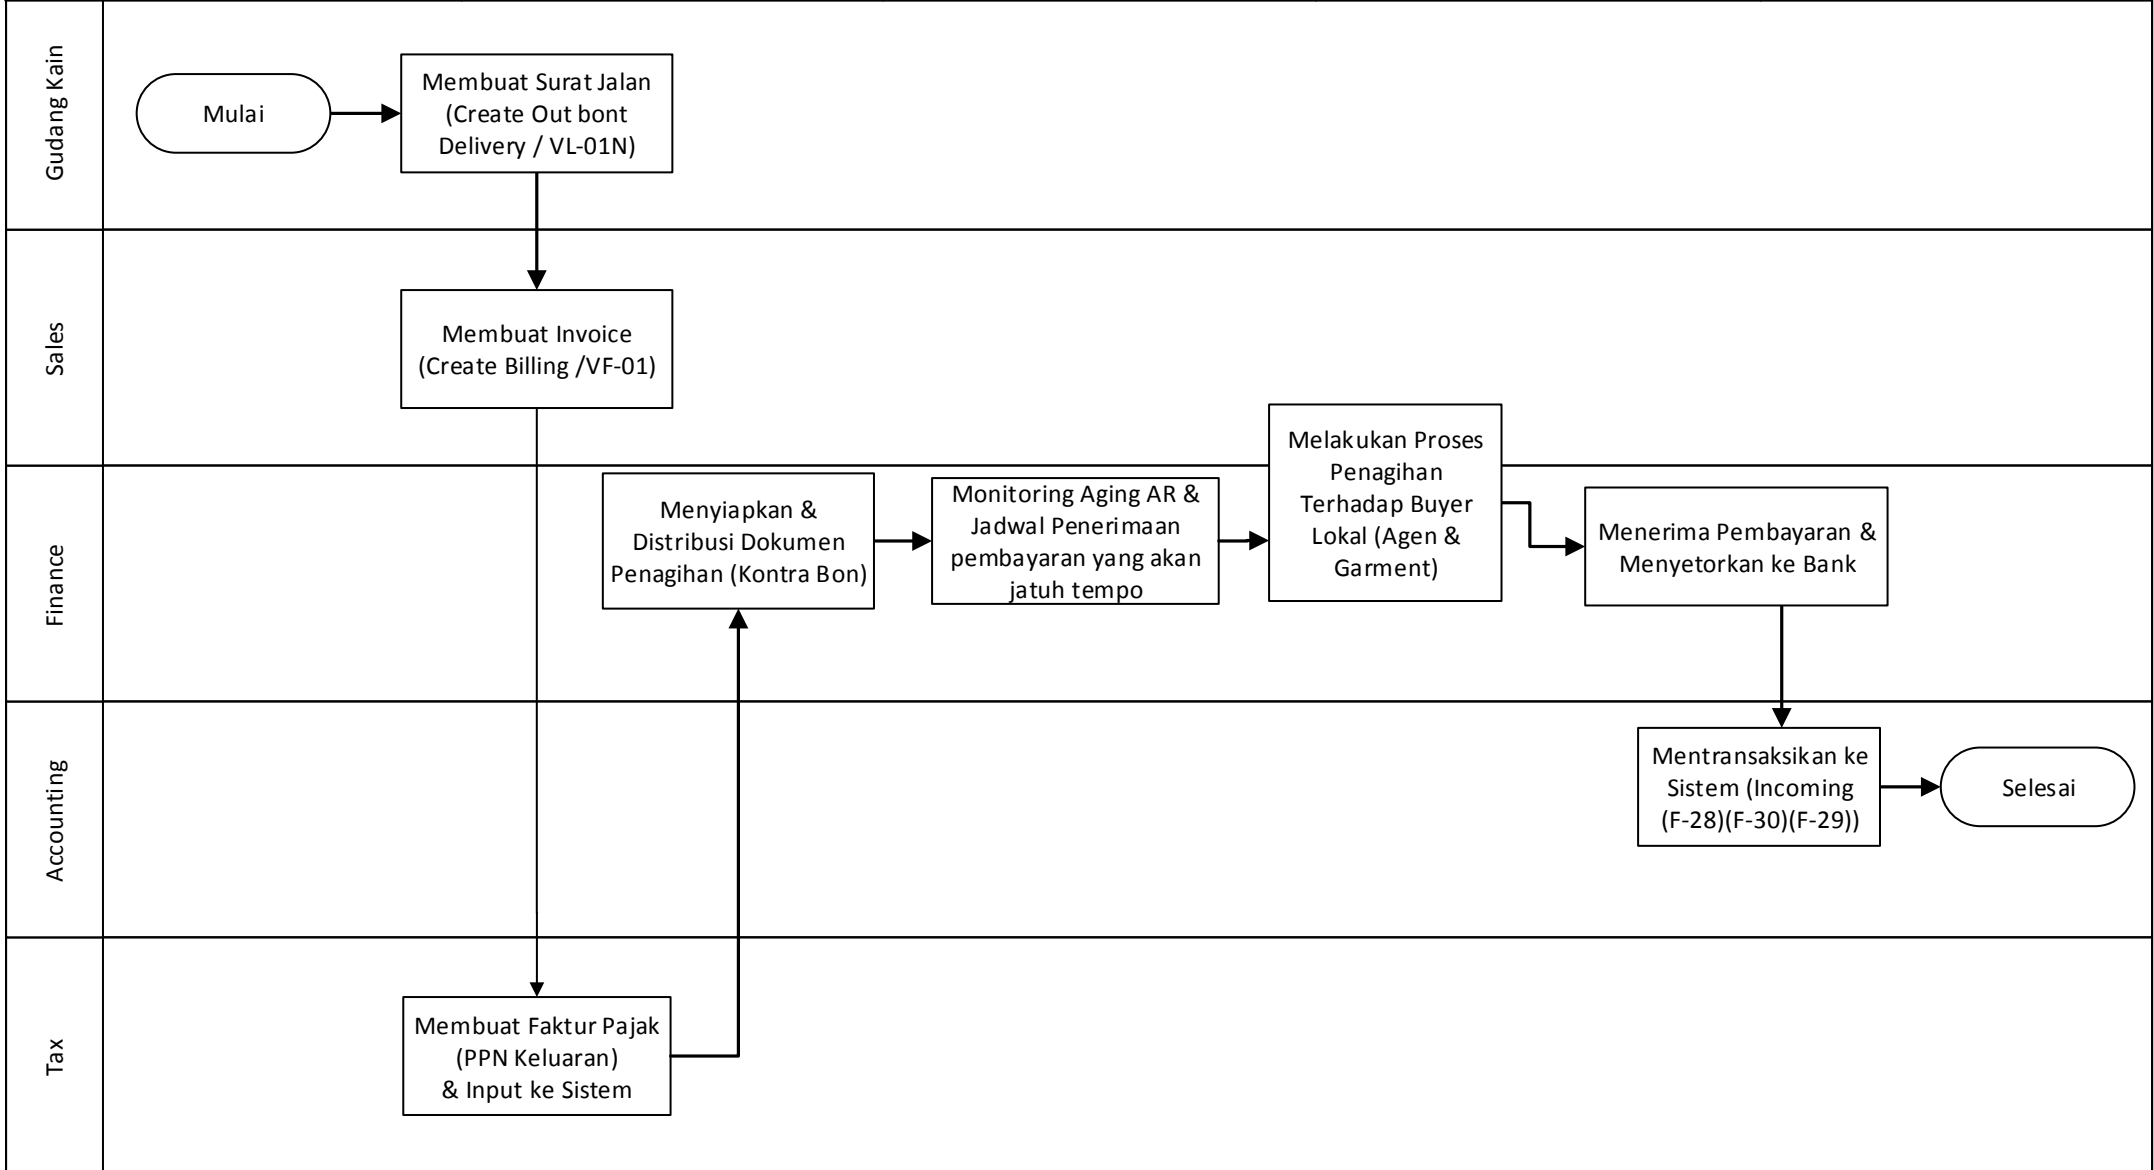 Gudang Kain
Mulai
Membuat Surat Jalan
(Create Out bont
Delivery / VL-01N)
Sales
Membuat Invoice
(Create Billing /VF-01)
Finance
Menyiapkan &
Distribusi Dokumen
Penagihan (Kontra Bon)
Monitoring Aging AR &
Jadwal Penerimaan
pembayaran yang akan
jatuh tempo
Melakukan Proses
Penagihan
Terhadap Buyer
Lokal (Agen &
Garment)
Menerima Pembayaran &
Menyetorkan ke Bank
Accounting
Mentransaksikan ke
Sistem (Incoming
(F-28)(F-30)(F-29))
Selesai
Tax
Membuat Faktur Pajak
(PPN Keluaran)
& Input ke Sistem